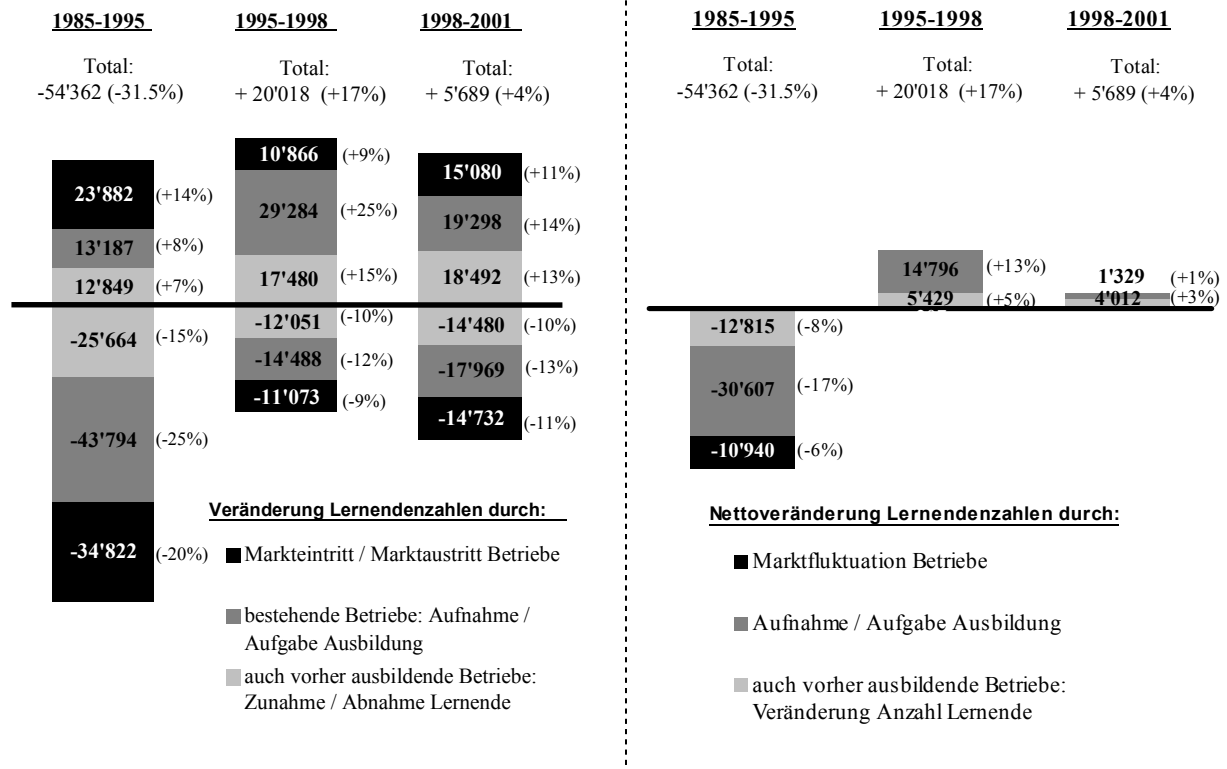 1985-1995
1995-1998
1998-2001
Total:
-54'362 (-31.5%)
Total:
+ 20'018 (+17%)
Total:
+ 5'689 (+4%)
23'882 (+14%)
13'187 (+8%)
12'849 (+7%)
-25'664 (-15%)
-43'794 (-25%)
-34'822 (-20%)
10'866 (+9%)
29'284 (+25%)
17'480 (+15%)
-12'051 (-10%)
-14'488 (-12%)
-11'073 (-9%)
15'080 (+11%)
19'298 (+14%)
18'492 (+13%)
-14'480 (-10%)
-17'969 (-13%)
-14'732 (-11%)
Veränderung Lernendenzahlen durch:
Markteintritt / Marktaustritt Betriebe
bestehende Betriebe: Aufnahme /
Aufgabe Ausbildung
auch vorher ausbildende Betriebe:
Zunahme / Abnahme Lernende
1985-1995
1995-1998
1998-2001
Total:
-54'362 (-31.5%)
Total:
+ 20'018 (+17%)
Total:
+ 5'689 (+4%)
-12'815 (-8%)
-30'607 (-17%)
-10'940 (-6%)
14'796 (+13%)
5'429 (+5%)
1'329 (+1%)
4'012 (+3%)
Nettoveränderung Lernendenzahlen durch:
Marktfluktuation Betriebe
Aufnahme / Aufgabe Ausbildung
auch vorher ausbildende Betriebe:
Veränderung Anzahl Lernende